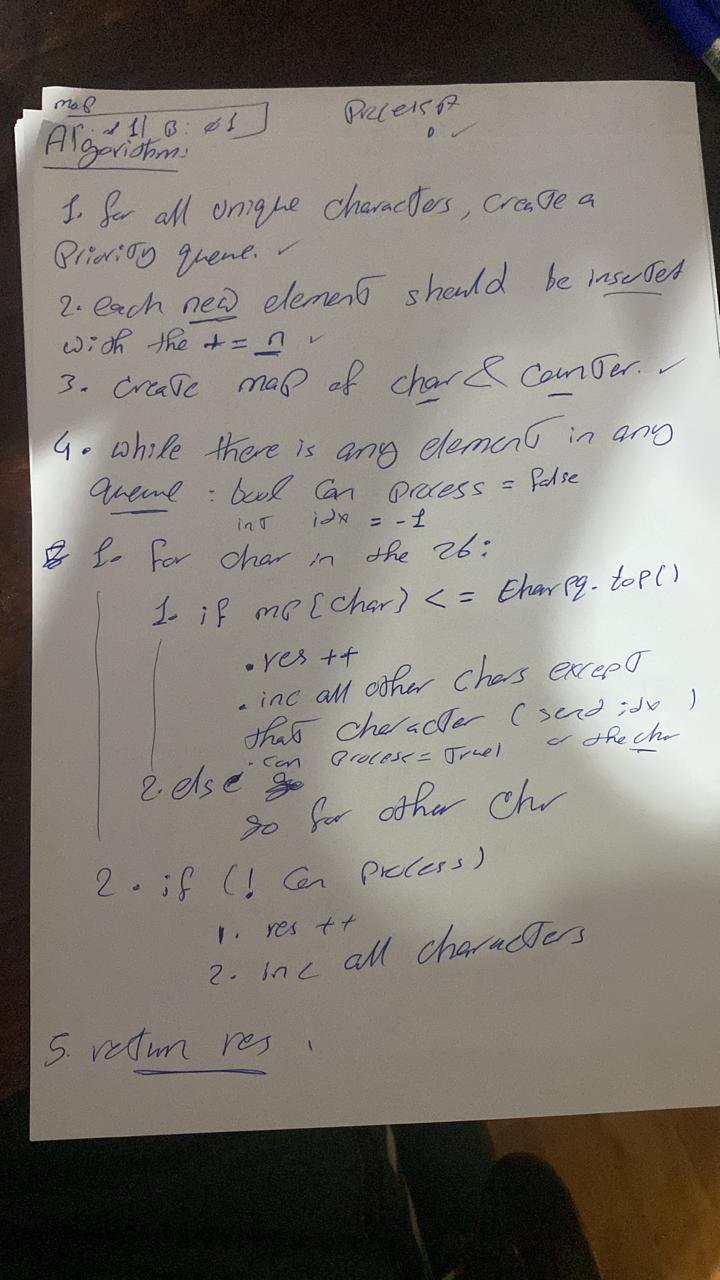 map
B: ø1
Algorithm:
1. for all unique characters, create a
Priority queue. ✓
2. each new element should be inserted
with the += n ✓
3. create map of char & counter. ✓
4. while there is any element in any
queue : bool Can process = false
int idx = -1
1. for char in the 26:
1. if mp[char] <= Char pq. top()
. res ++
. inc all other chars except
that character (send idx)
. can process = True) or the chr
2. else
go for other Chr
2. if (! Can Process)
1. res ++
2. inc all characters
5. return res